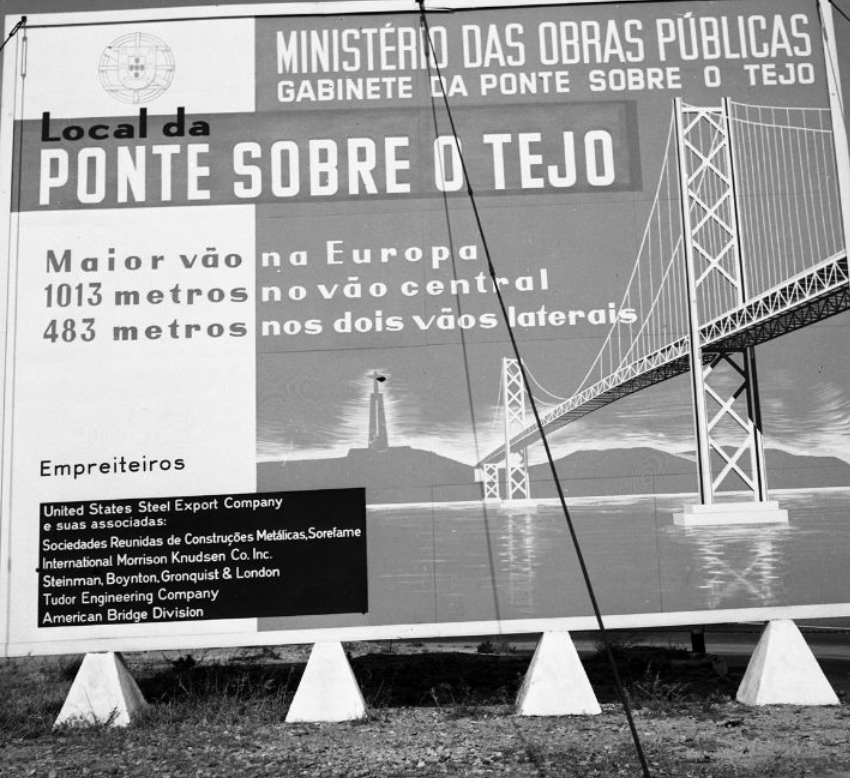 MINISTÉRIO DAS OBRAS PÚBLICAS
GABINETE DA PONTE SOBRE O TEJO
Local da
PONTE SOBRE O TEJO
Maior vão na Europa
1013 metros no vão central
483 metros nos dois vãos laterais
Empreiteiros
United States Steel Export Company
e suas associadas:
Sociedades Reunidas de Construções Metálicas, Sorefame
International Morrison Knudsen Co. Inc.
Steinman, Boynton, Gronquist & London
Tudor Engineering Company
American Bridge Division